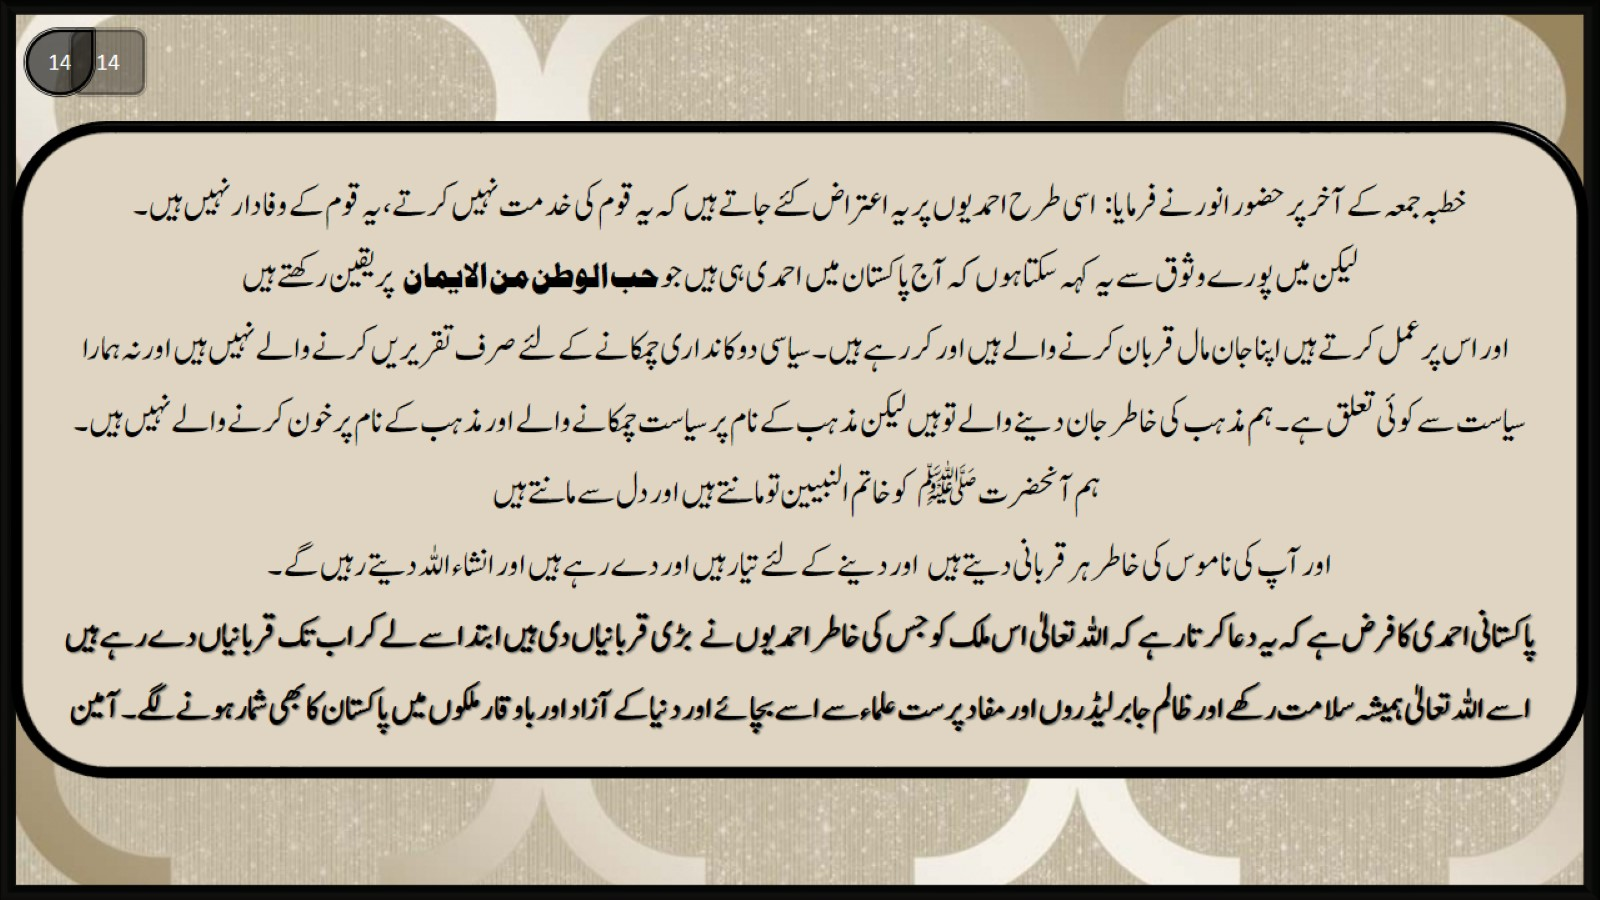 14 14
خطبہ جمعہ کے آخر پر حضور انور نے فرمایا: اسی طرح احمدیوں پر یہ اعتراض کئے جاتے ہیں کہ یہ قوم کی خدمت نہیں کرتے، یہ قوم کے وفادار نہیں ہیں۔
لیکن میں پورے وثوق سے یہ کہہ سکتا ہوں کہ آج پاکستان میں احمدی ہی ہیں جو حب الوطن من الایمان پر یقین رکھتے ہیں
اور اس پر عمل کرتے ہیں اپنا جان مال قربان کرنے والے ہیں اور کر رہے ہیں۔ سیاسی دوکانداری چمکانے کے لئے صرف تقریریں کرنے والے نہیں ہیں اور نہ ہمارا
سیاست سے کوئی تعلق ہے۔ ہم مذہب کی خاطر جان دینے والے تو ہیں لیکن مذہب کے نام پر سیاست چمکانے والے اور مذہب کے نام پر خون کرنے والے نہیں ہیں۔
ہم آنحضرت ﷺ کو خاتم النبیین تو مانتے ہیں اور دل سے مانتے ہیں
اور آپ کی ناموس کی خاطر ہر قربانی دیتے ہیں اور دینے کے لئے تیار ہیں اور دے رہے ہیں اور انشاء اللہ دیتے رہیں گے۔
پاکستانی احمدی کا فرض ہے کہ یہ دعا کرتا رہے کہ اللہ تعالیٰ اس ملک کو جس کی خاطر احمدیوں نے بڑی قربانیاں دی ہیں ابتدا سے لے کر اب تک قربانیاں دے رہے ہیں
اسے اللہ تعالیٰ ہمیشہ سلامت رکھے اور ظالم جابر لیڈروں اور مفاد پرست علماء سے اسے بچائے اور دنیا کے آزاد اور باوقار ملکوں میں پاکستان کا بھی شمار ہونے لگے۔ آمین